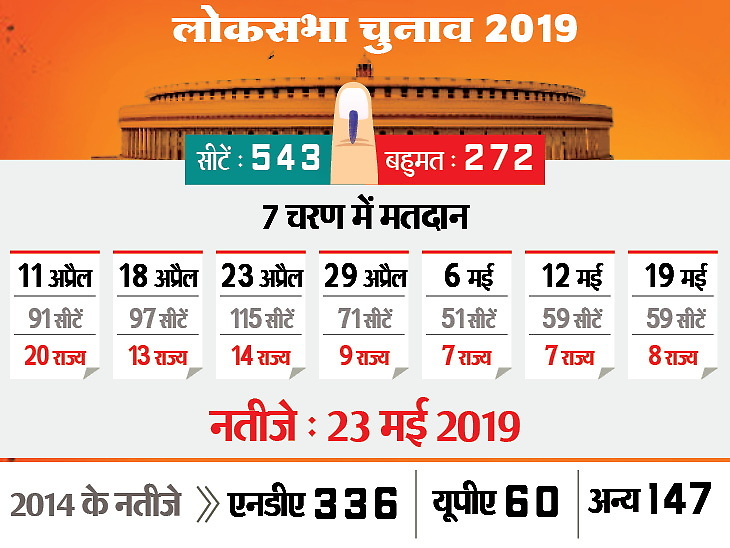 लोकसभा चुनाव 2019
सीटें : 543 बहुमत : 272
7 चरण में मतदान
11 अप्रैल 18 अप्रैल 23 अप्रैल 29 अप्रैल 6 मई 12 मई 19 मई
91 सीटें 97 सीटें 115 सीटें 71 सीटें 51 सीटें 59 सीटें 59 सीटें
20 राज्य 13 राज्य 14 राज्य 9 राज्य 7 राज्य 7 राज्य 8 राज्य
नतीजे : 23 मई 2019
2014 के नतीजे >> एनडीए 336 यूपीए 60 अन्य 147